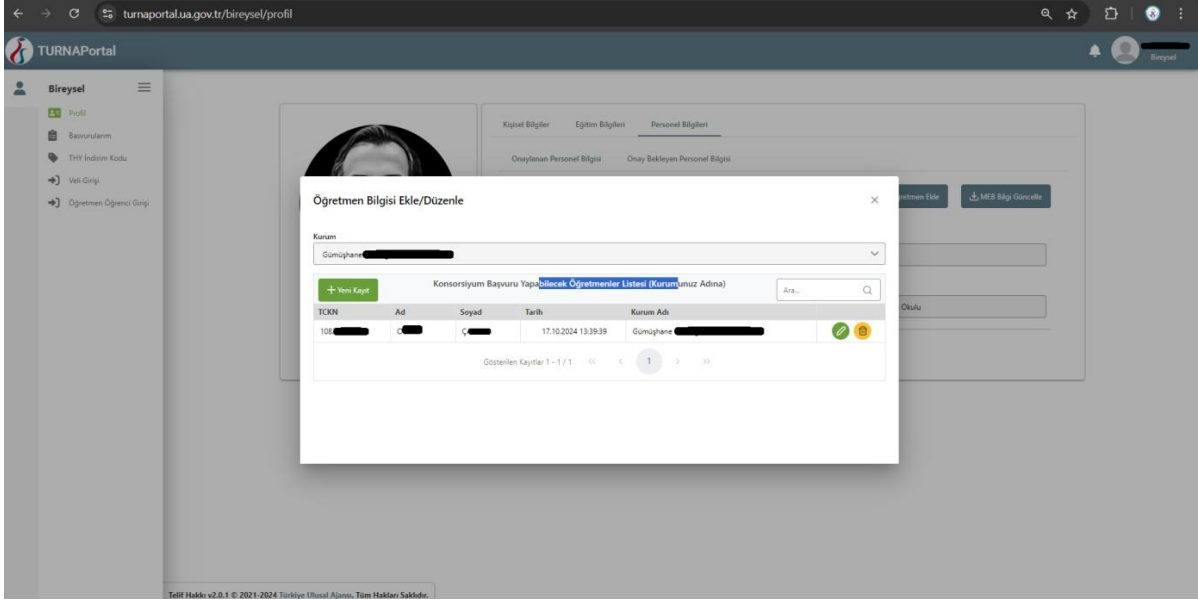 turnaportal.ua.gov.tr/bireysel/profil
TURNAPortal
Bireysel
Bireysel
Profil
Başvurularım
THY İndirim Kodu
Veli Girişi
Öğretmen Öğrenci Girişi
Kişisel Bilgiler Eğitim Bilgileri Personel Bilgileri
Onaylanan Personel Bilgisi Onay Bekleyen Personel Bilgisi
Ekle MEB Bilgi Güncelle
Okulu
Öğretmen Bilgisi Ekle/Düzenle
Kurum
Gümüşhane
+ Yeni Kayıt
Konsorsiyum Başvuru Yapabilecek Öğretmenler Listesi (Kurumunuz Adına)
Ara...
TCKN Ad Soyad Tarih Kurum Adı
108 Ç 17.10.2024 13:39:39 Gümüşhane
Gösterilen Kayıtlar 1 - 1 / 1 << < 1 > >>
Telif Hakkı v2.0.1 © 2021-2024 Türkiye Ulusal Ajansı, Tüm Hakları Saklıdır.